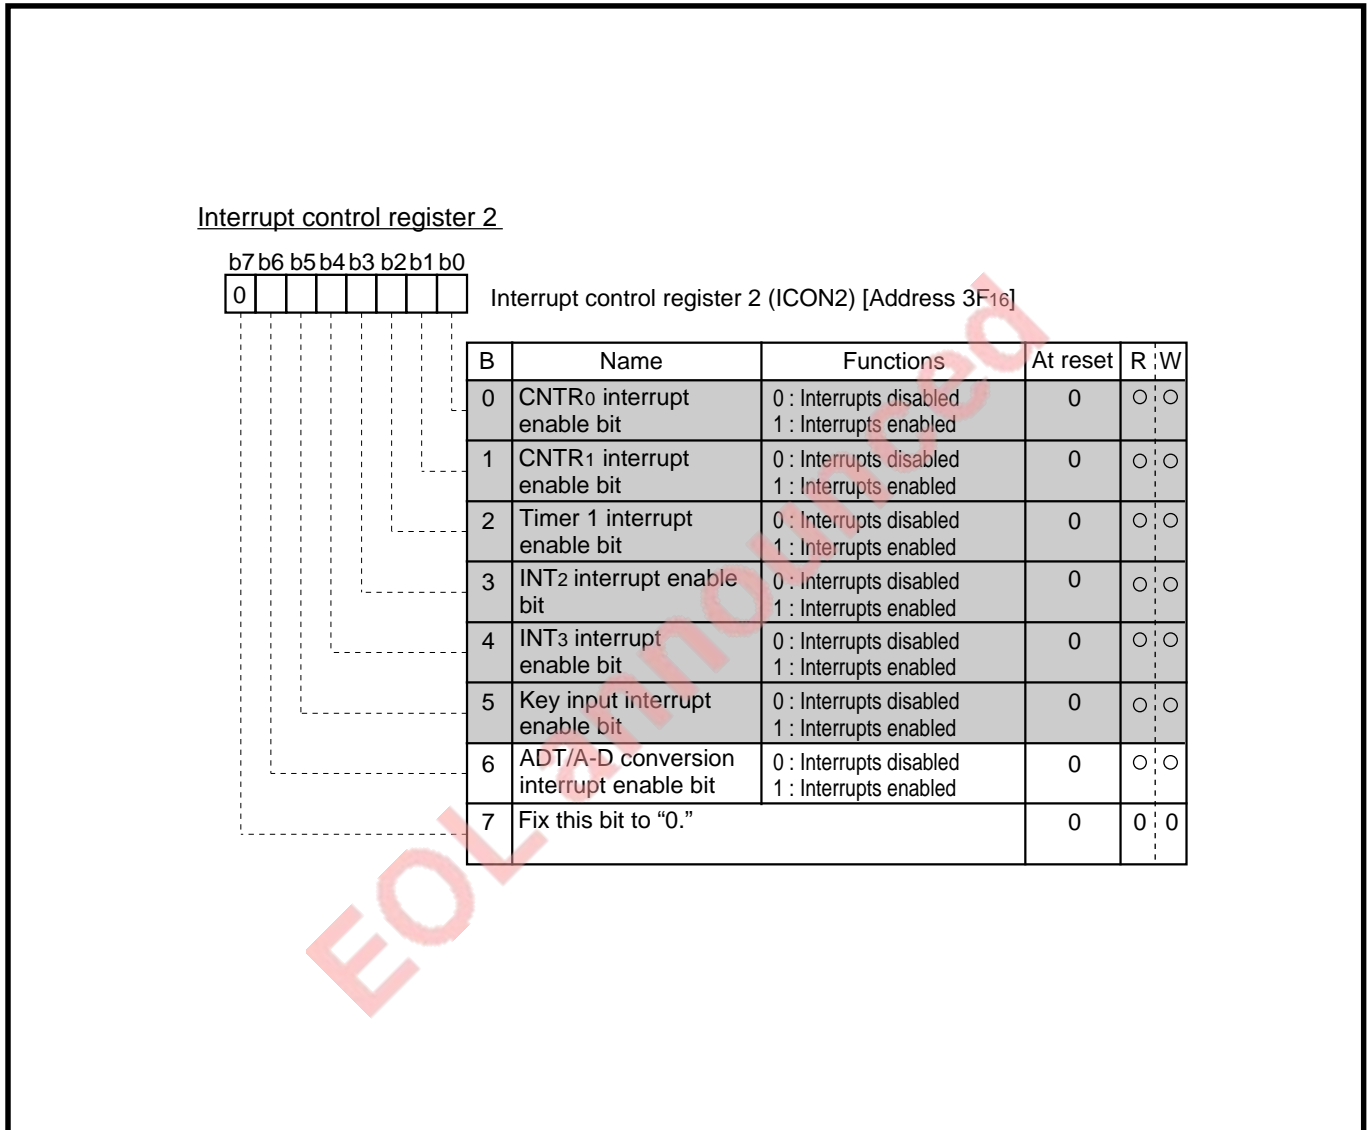 Interrupt control register 2
b7 b6 b5 b4 b3 b2 b1 b0
0
Interrupt control register 2 (ICON2) [Address 3F16]
B Name Functions At reset R W
0 CNTR0 interrupt enable bit 0 : Interrupts disabled 0 ○ ○
1 : Interrupts enabled
1 CNTR1 interrupt enable bit 0 : Interrupts disabled 0 ○ ○
1 : Interrupts enabled
2 Timer 1 interrupt enable bit 0 : Interrupts disabled 0 ○ ○
1 : Interrupts enabled
3 INT2 interrupt enable bit 0 : Interrupts disabled 0 ○ ○
1 : Interrupts enabled
4 INT3 interrupt enable bit 0 : Interrupts disabled 0 ○ ○
1 : Interrupts enabled
5 Key input interrupt enable bit 0 : Interrupts disabled 0 ○ ○
1 : Interrupts enabled
6 ADT/A-D conversion interrupt enable bit 0 : Interrupts disabled 0 ○ ○
1 : Interrupts enabled
7 Fix this bit to “0.” 0 0 0
EOL announced